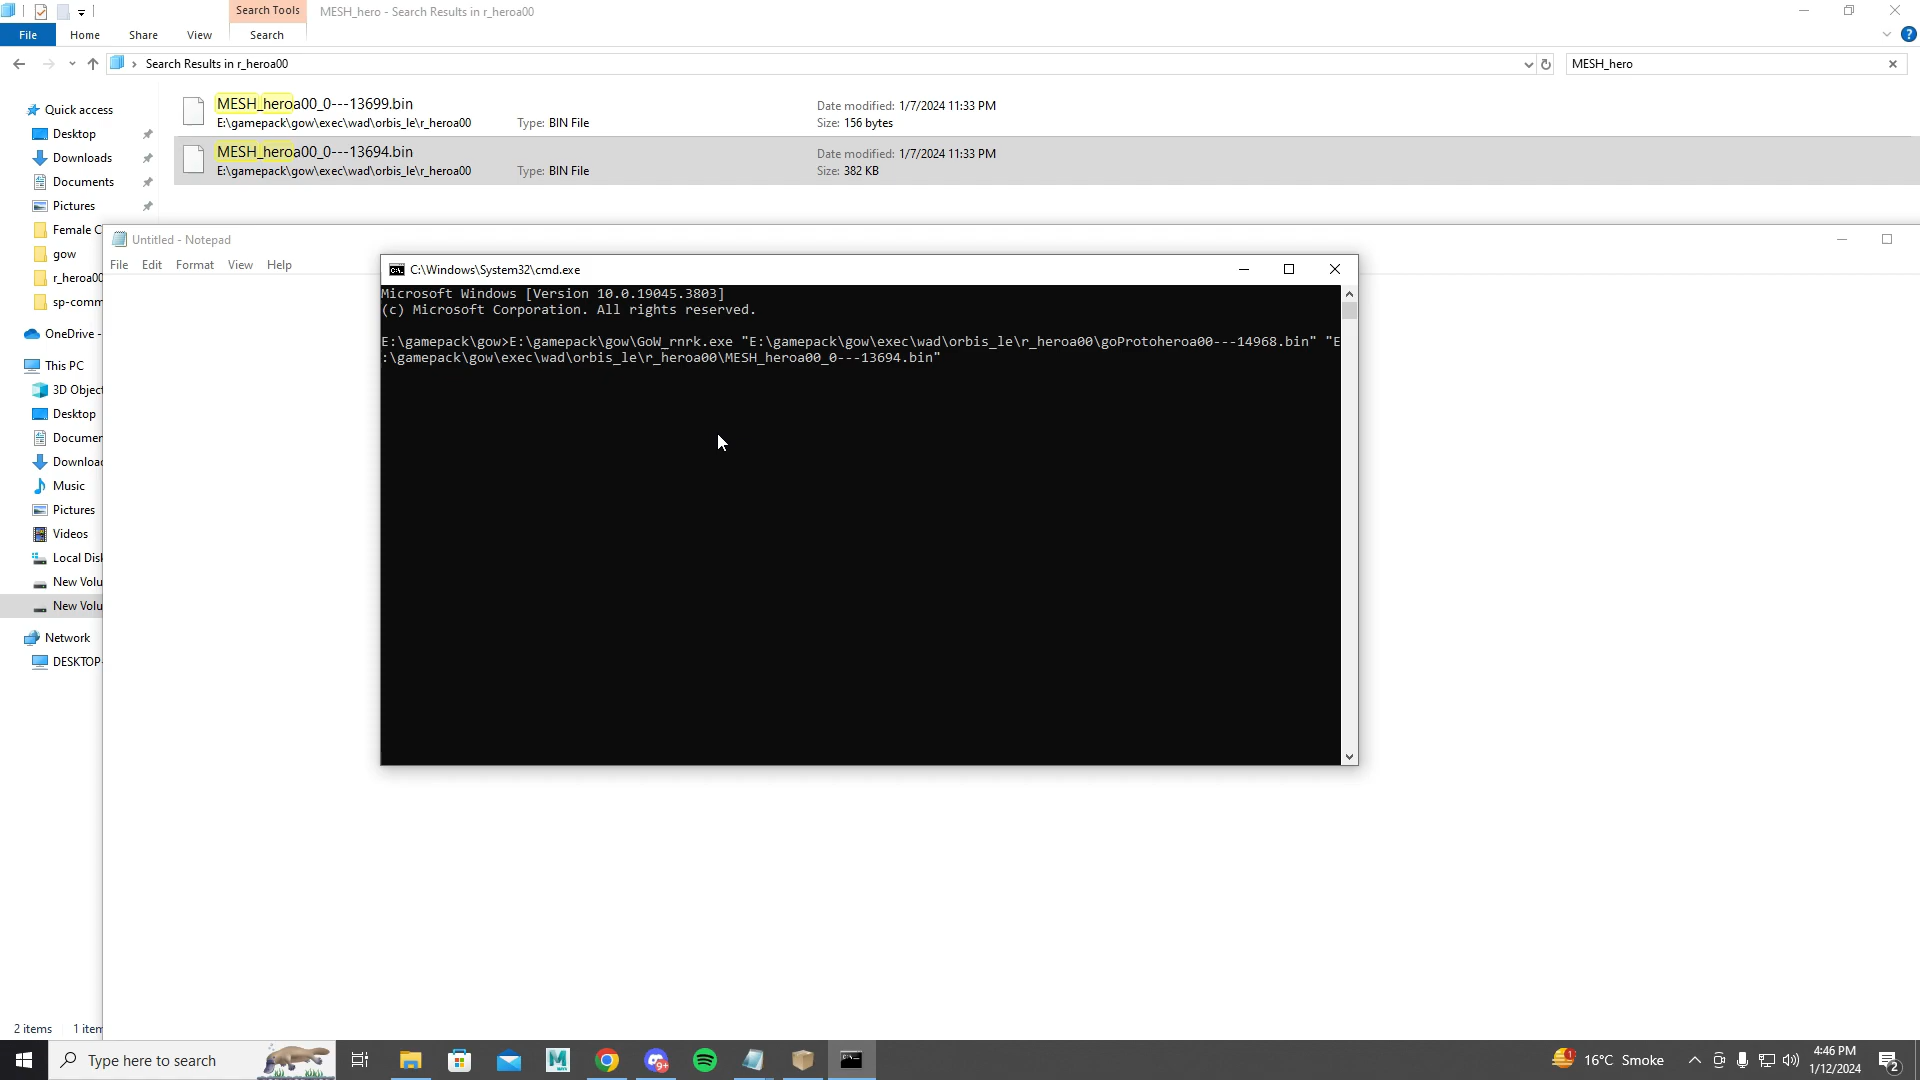 Search Tools
MESH_hero - Search Results in r_heroa00
File
Home
Share
View
Search
Search Results in r_heroa00
MESH_hero
Quick access
Desktop
Downloads
Documents
Pictures
Female C
gow
r_heroa00
sp-comm
OneDrive -
This PC
3D Object
Desktop
Documen
Download
Music
Pictures
Videos
Local Disk
New Volu
New Volu
Network
DESKTOP-
2 items
1 item
MESH_heroa00_0---13699.bin
E:\gamepack\gow\exec\wad\orbis_le\r_heroa00
Type: BIN File
Date modified: 1/7/2024 11:33 PM
Size: 156 bytes
MESH_heroa00_0---13694.bin
E:\gamepack\gow\exec\wad\orbis_le\r_heroa00
Type: BIN File
Date modified: 1/7/2024 11:33 PM
Size: 382 KB
Untitled - Notepad
File
Edit
Format
View
Help
C:\Windows\System32\cmd.exe
Microsoft Windows [Version 10.0.19045.3803]
(c) Microsoft Corporation. All rights reserved.
E:\gamepack\gow>E:\gamepack\gow\GoW_rnrk.exe "E:\gamepack\gow\exec\wad\orbis_le\r_heroa00\goProtoheroa00---14968.bin" "E
:\gamepack\gow\exec\wad\orbis_le\r_heroa00\MESH_heroa00_0---13694.bin"
Type here to search
16°C Smoke
4:46 PM
1/12/2024